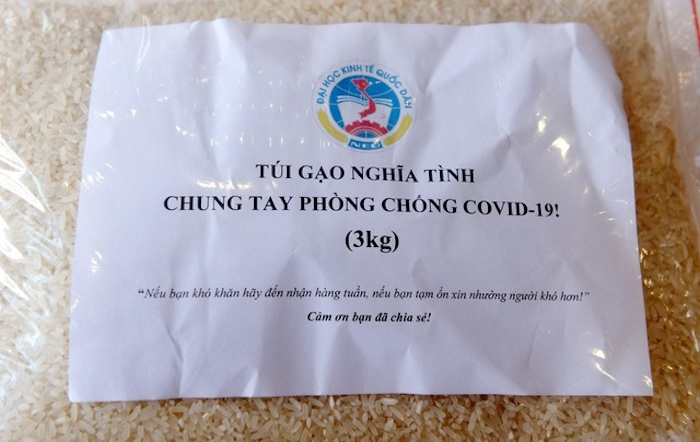 ĐẠI HỌC KINH TẾ QUỐC DÂN
NEU
TÚI GẠO NGHĨA TÌNH
CHUNG TAY PHÒNG CHỐNG COVID-19!
(3kg)
“Nếu bạn khó khăn hãy đến nhận hàng tuần, nếu bạn tạm ổn xin nhường người khó hơn!”
Cảm ơn bạn đã chia sẻ!